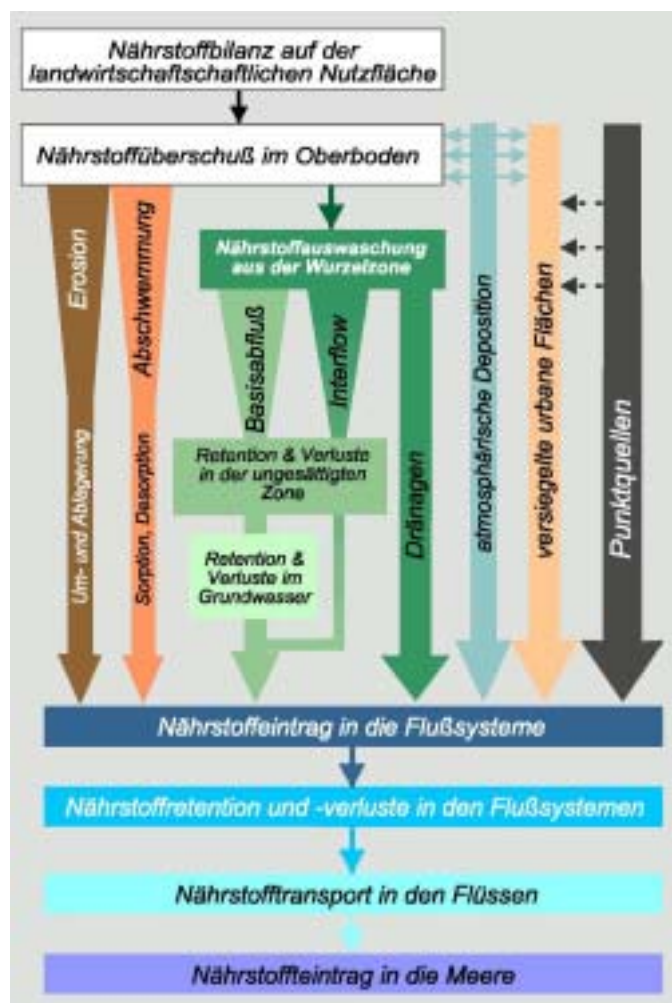 Nährstoffbilanz auf der
landwirtschaftschaftlichen Nutzfläche
Nährstoffüberschuß im Oberboden
Erosion
Um- und Ablagerung
Abschwemmung
Sorption, Desorption
Nährstoffauswaschung
aus der Wurzelzone
Basisabfluß
Interflow
Retention & Verluste
in der ungesättigten
Zone
Retention &
Verluste im
Grundwasser
Dränagen
atmosphärische Deposition
versiegelte urbane Flächen
Punktquellen
Nährstoffeintrag in die Flußsysteme
Nährstoffretention und -verluste in den Flußsystemen
Nährstofftransport in den Flüssen
Nährstoffteintrag in die Meere